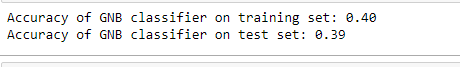 Accuracy of GNB classifier on training set: 0.40
Accuracy of GNB classifier on test set: 0.39